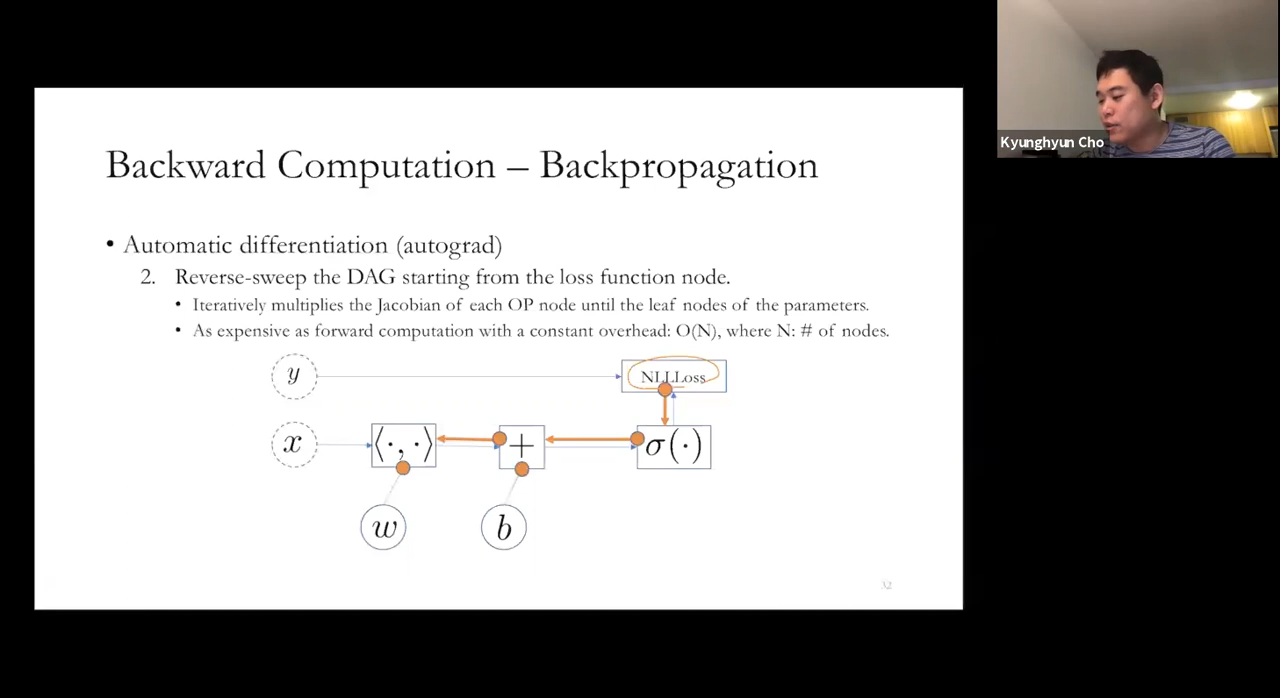 Kyunghyun Cho
Backward Computation – Backpropagation
• Automatic differentiation (autograd)
2. Reverse-sweep the DAG starting from the loss function node.
• Iteratively multiplies the Jacobian of each OP node until the leaf nodes of the parameters.
• As expensive as forward computation with a constant overhead: O(N), where N: # of nodes.
y
NLLLoss
x
⟨·,·⟩
+
σ(·)
w
b
32